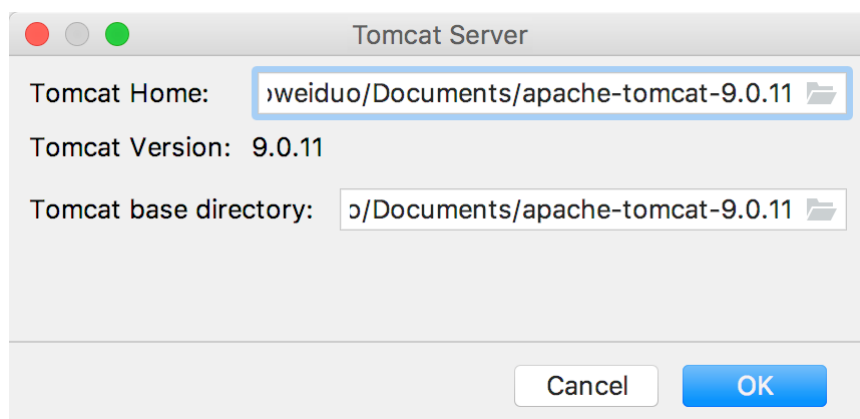 Tomcat Server
Tomcat Home: weiduo/Documents/apache-tomcat-9.0.11
Tomcat Version: 9.0.11
Tomcat base directory: /Documents/apache-tomcat-9.0.11
Cancel OK